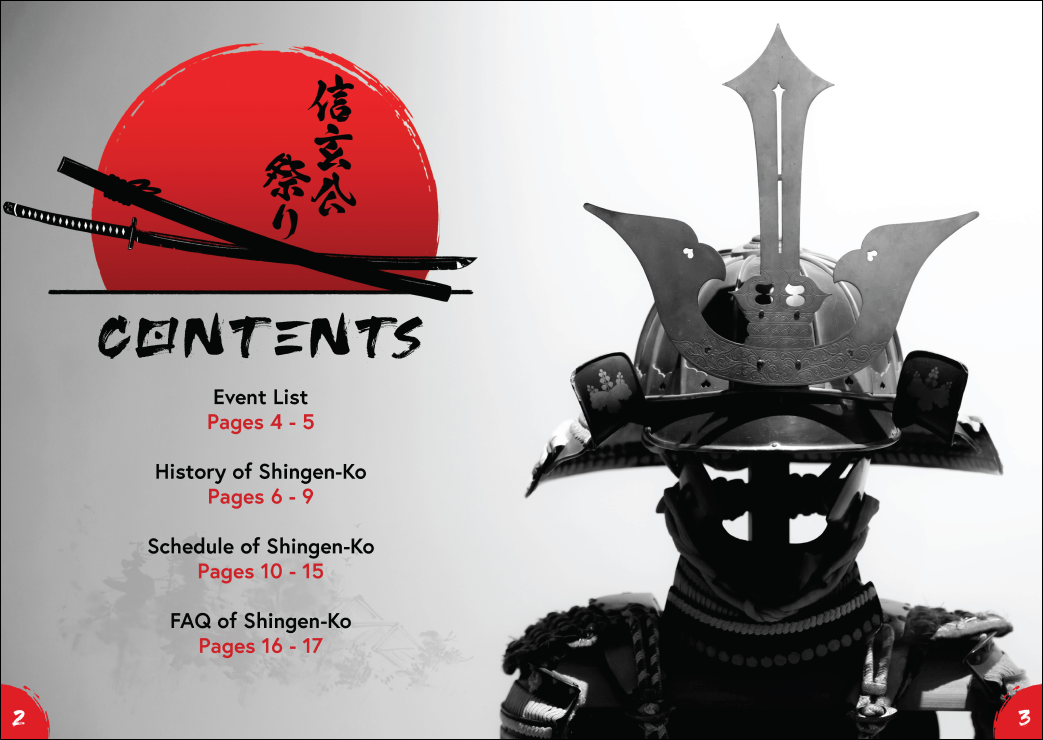 信玄公
祭り
CONTENTS
Event List
Pages 4 - 5
History of Shingen-Ko
Pages 6 - 9
Schedule of Shingen-Ko
Pages 10 - 15
FAQ of Shingen-Ko
Pages 16 - 17
2
3